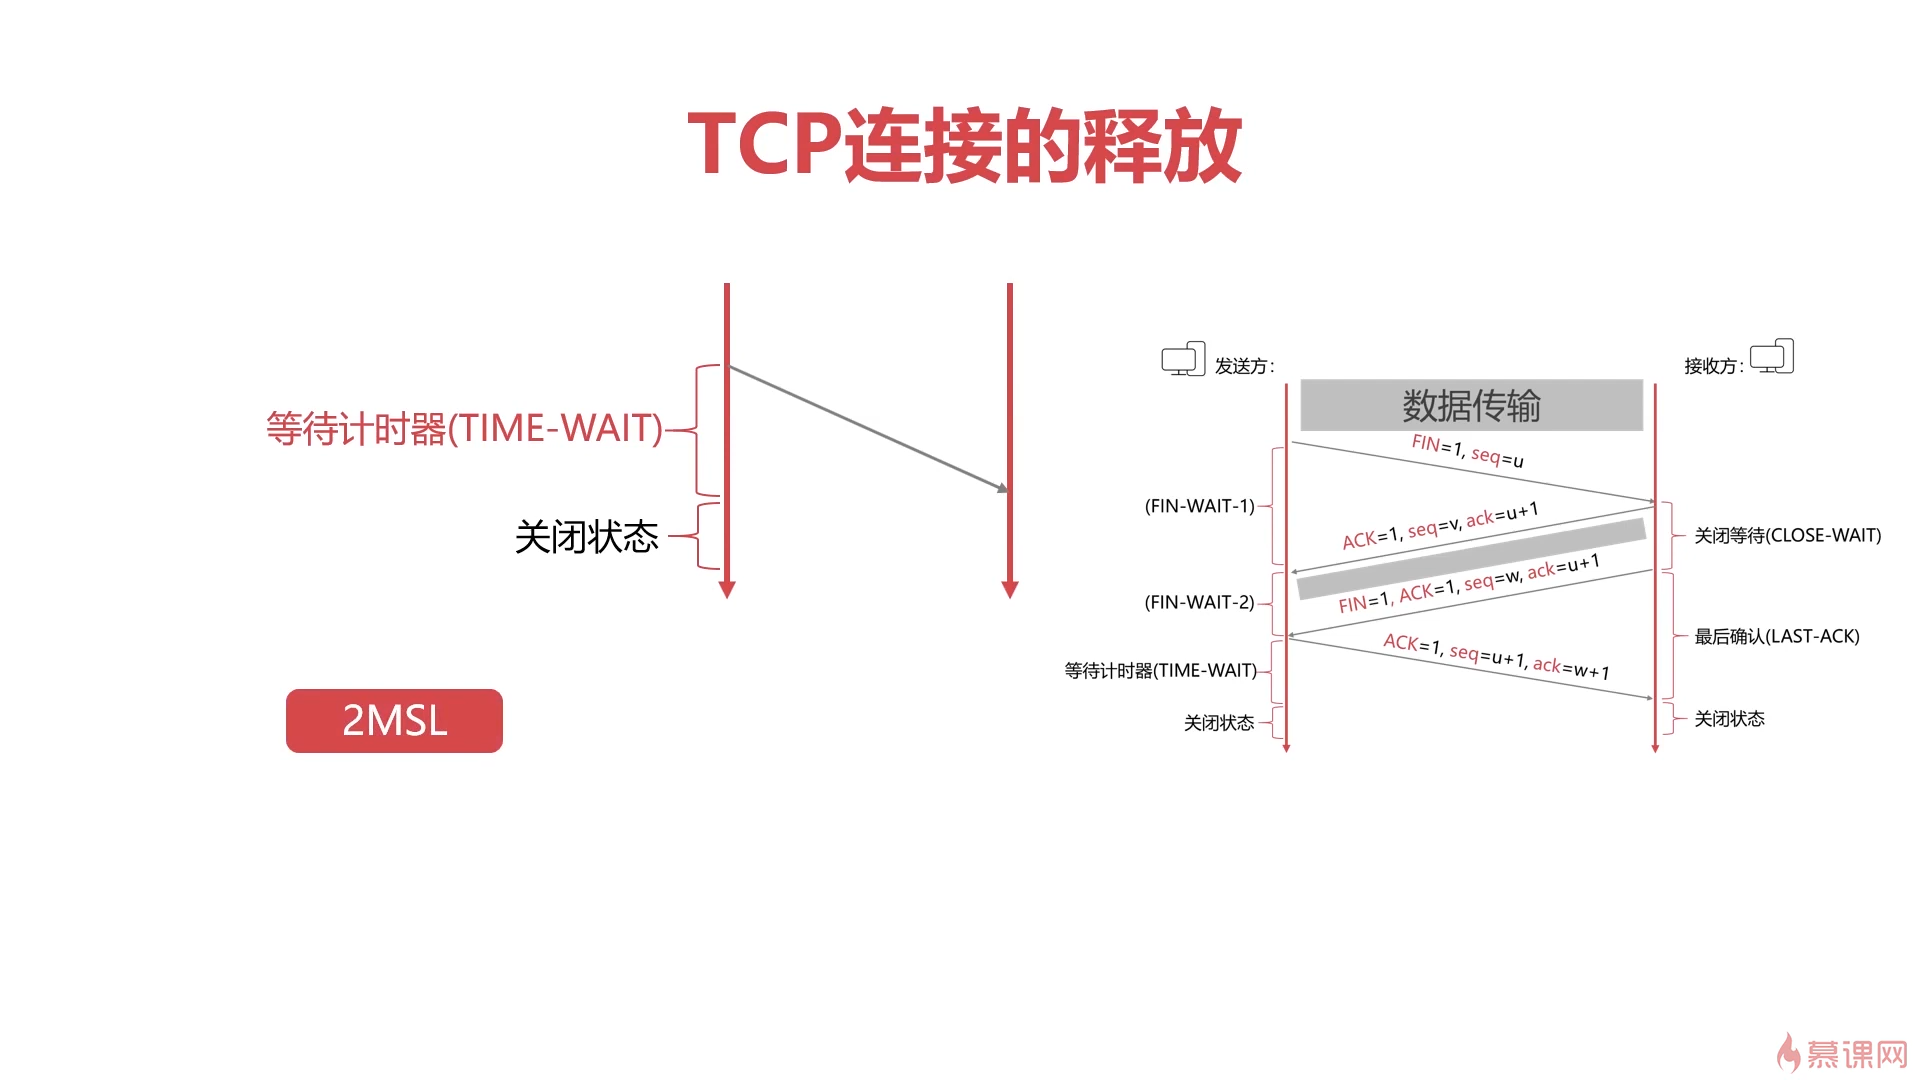 TCP连接的释放
等待计时器(TIME-WAIT)
关闭状态
2MSL
发送方:
接收方:
数据传输
FIN=1, seq=u
(FIN-WAIT-1)
ACK=1, seq=v, ack=u+1
关闭等待(CLOSE-WAIT)
(FIN-WAIT-2)
FIN=1, ACK=1, seq=w, ack=u+1
最后确认(LAST-ACK)
ACK=1, seq=u+1, ack=w+1
等待计时器(TIME-WAIT)
关闭状态
关闭状态
慕课网